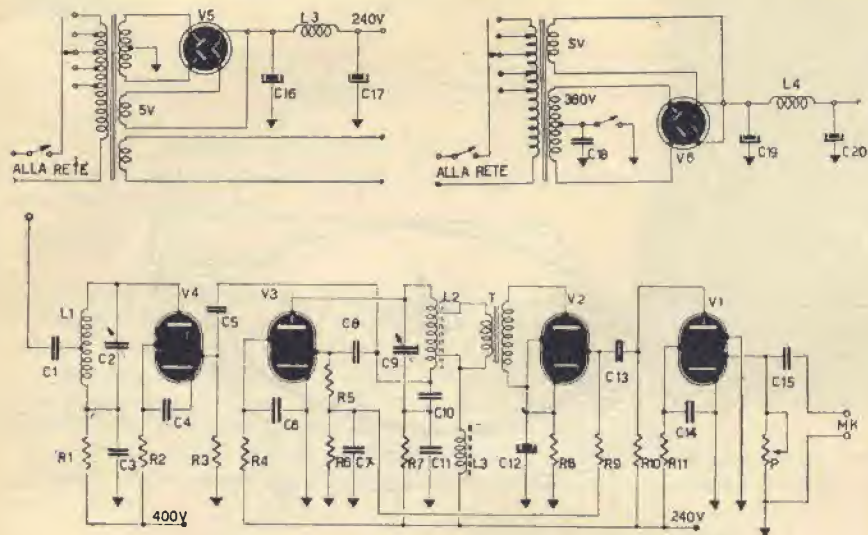 V5
L3
240V
C16
C17
5V
ALLA RETE
5V
L4
360V
C18
V6
C19
C20
ALLA RETE
L1
V4
C5
V3
L2
T
V2
V1
C1
C2
C8
C9
C13
C15
C4
R5
C6
C10
C14
MK
R1
C3
R2
R3
R4
R6
C7
R7
C11
L3
C12
R8
R9
R10
R11
P
400V
240V